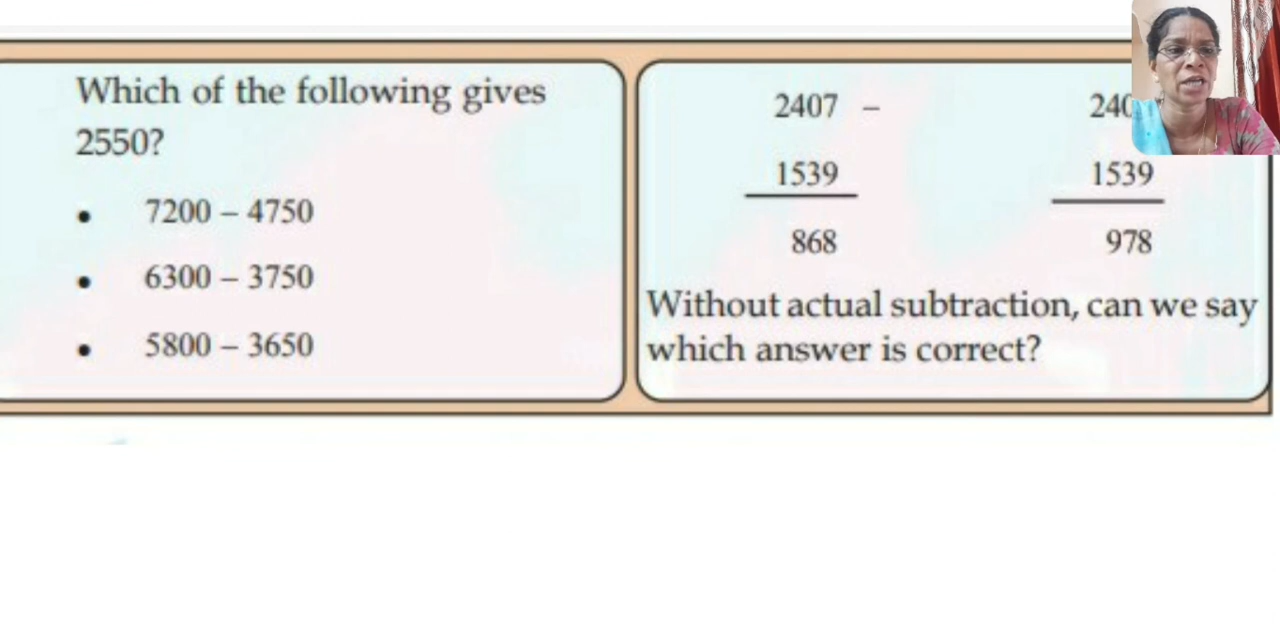 Which of the following gives
2550?
• 7200 – 4750
• 6300 – 3750
• 5800 – 3650
2407 –
1539
868
240
1539
978
Without actual subtraction, can we say
which answer is correct?